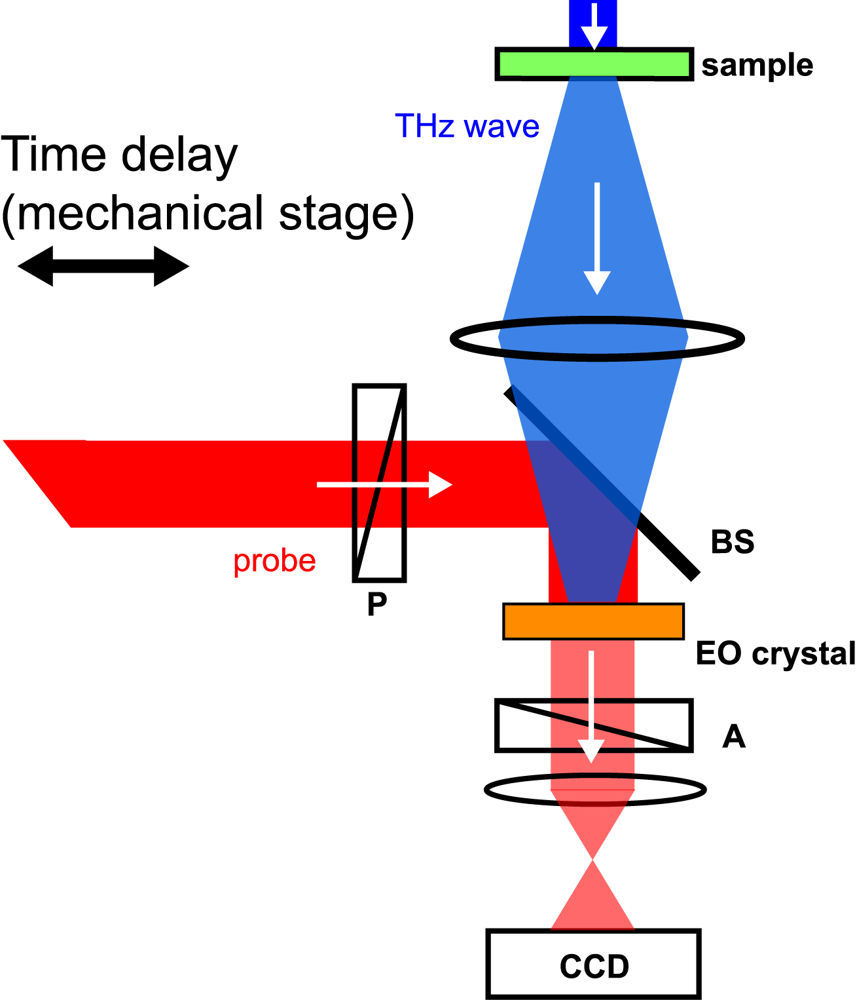 sample
THz wave
Time delay
(mechanical stage)
BS
probe
P
EO crystal
A
CCD